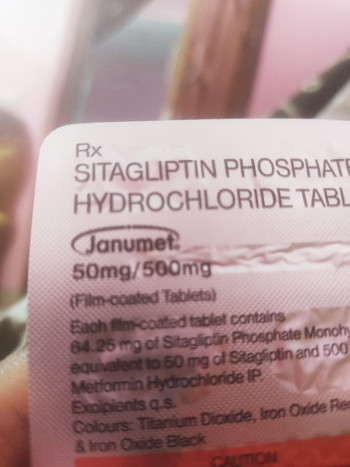 Rx
SITAGLIPTIN PHOSPHATE
HYDROCHLORIDE TABL
Janumet®
50mg/500mg
(Film-coated Tablets)
Each film-coated tablet contains
64.25 mg of Sitagliptin Phosphate Monohy
equivalent to 50 mg of Sitagliptin and 500
Metformin Hydrochloride IP.
Excipients q.s.
Colours: Titanium Dioxide, Iron Oxide Re
& Iron Oxide Black
CAUTION